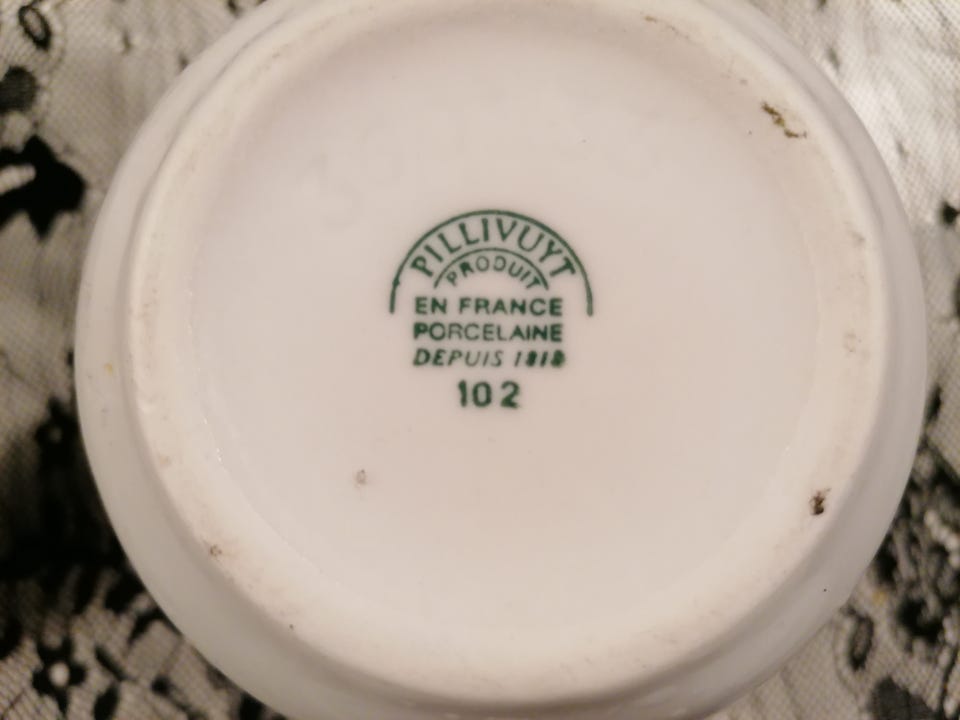 PILLIVUYT
PRODUIT
EN FRANCE
PORCELAINE
DEPUIS 1818
102